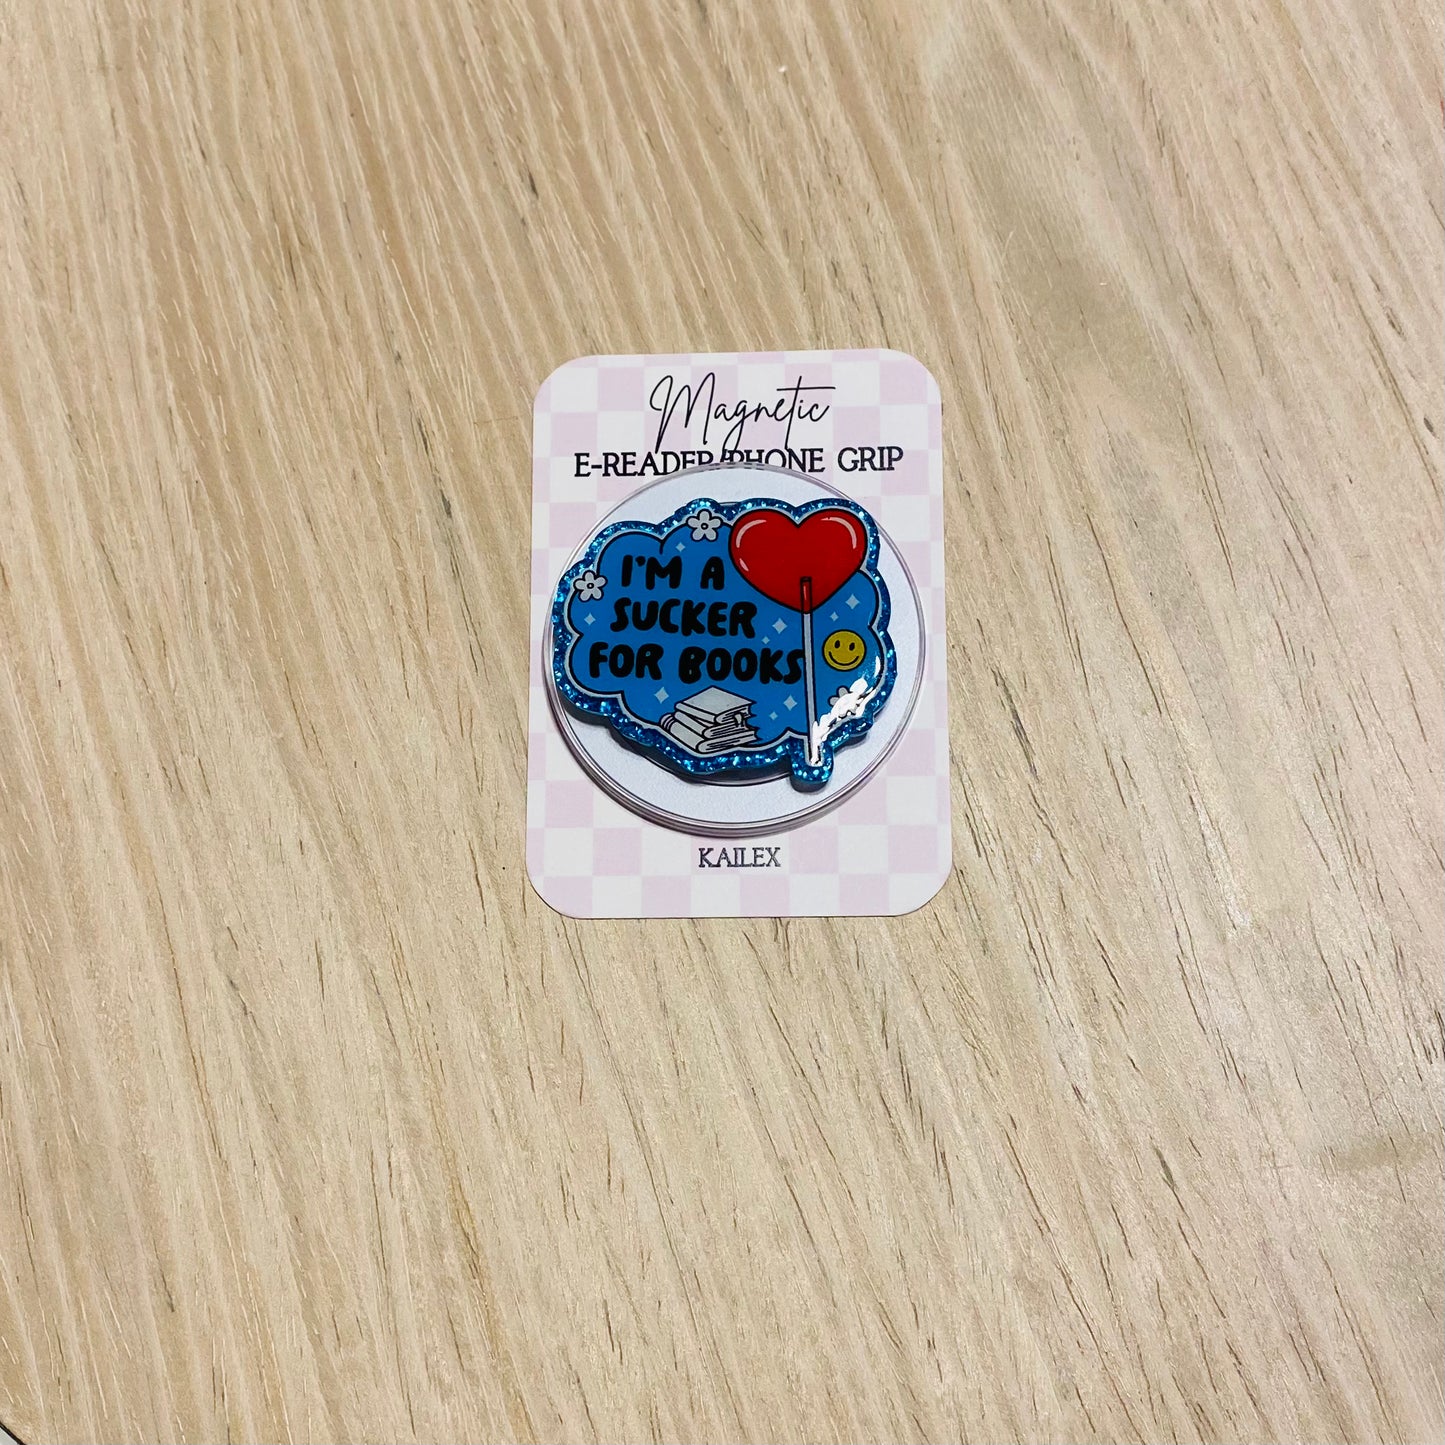 Magnetic
E-READER/PHONE GRIP
I'M A
SUCKER
FOR BOOKS
KAILEX